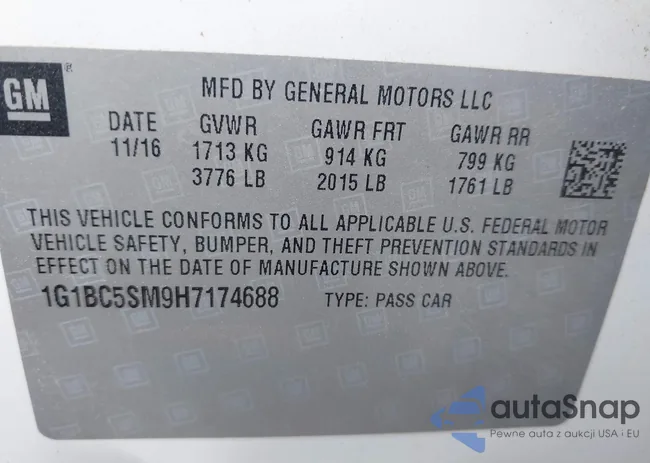 GM®
MFD BY GENERAL MOTORS LLC
DATE GVWR GAWR FRT GAWR RR
11/16 1713 KG 914 KG 799 KG
3776 LB 2015 LB 1761 LB
THIS VEHICLE CONFORMS TO ALL APPLICABLE U.S. FEDERAL MOTOR
VEHICLE SAFETY, BUMPER, AND THEFT PREVENTION STANDARDS IN
EFFECT ON THE DATE OF MANUFACTURE SHOWN ABOVE.
1G1BC5SM9H7174688 TYPE: PASS CAR
autaSnap
Pewne auta z aukcji USA i EU